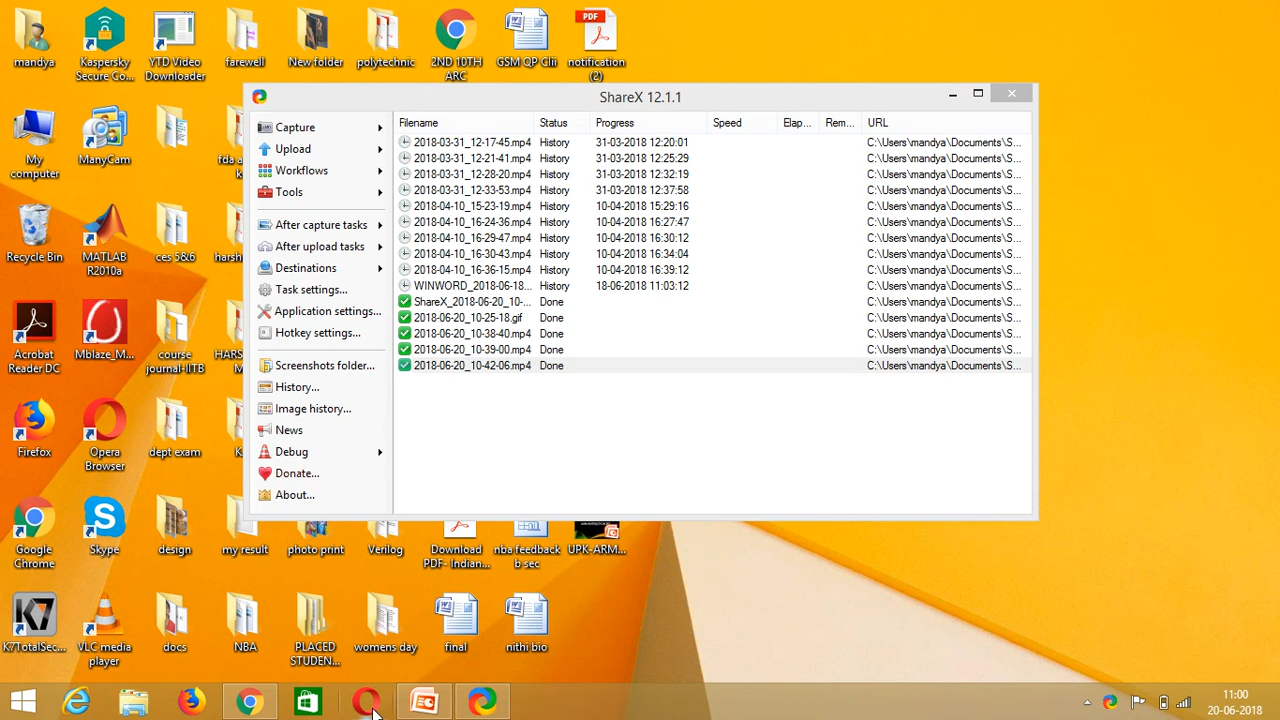 mandya
Kaspersky
Secure Co...
YTD Video
Downloader
farewell
New folder
polytechnic
2ND 10TH
ARC
GSM QP CIii
PDF
notification
(2)
ShareX 12.1.1
My
computer
ManyCam
fda a
k
Recycle Bin
MATLAB
R2010a
ces 5&6
harsh
Acrobat
Reader DC
Mblaze_M...
course
journal-IITB
HARS
M
Firefox
Opera
Browser
dept exam
K
Capture
Upload
Workflows
Tools
After capture tasks
After upload tasks
Destinations
Task settings...
Application settings...
Hotkey settings...
Screenshots folder...
History...
Image history...
News
Debug
Donate...
About...
Filename Status Progress Speed Elap... Rem... URL
2018-03-31_12-17-45.mp4 History 31-03-2018 12:20:01 C:\Users\mandya\Documents\S...
2018-03-31_12-21-41.mp4 History 31-03-2018 12:25:29 C:\Users\mandya\Documents\S...
2018-03-31_12-28-20.mp4 History 31-03-2018 12:32:19 C:\Users\mandya\Documents\S...
2018-03-31_12-33-53.mp4 History 31-03-2018 12:37:58 C:\Users\mandya\Documents\S...
2018-04-10_15-23-19.mp4 History 10-04-2018 15:29:16 C:\Users\mandya\Documents\S...
2018-04-10_16-24-36.mp4 History 10-04-2018 16:27:47 C:\Users\mandya\Documents\S...
2018-04-10_16-29-47.mp4 History 10-04-2018 16:30:12 C:\Users\mandya\Documents\S...
2018-04-10_16-30-43.mp4 History 10-04-2018 16:34:04 C:\Users\mandya\Documents\S...
2018-04-10_16-36-15.mp4 History 10-04-2018 16:39:12 C:\Users\mandya\Documents\S...
WINWORD_2018-06-18... History 18-06-2018 11:03:12 C:\Users\mandya\Documents\S...
ShareX_2018-06-20_10-... Done C:\Users\mandya\Documents\S...
2018-06-20_10-25-18.gif Done C:\Users\mandya\Documents\S...
2018-06-20_10-38-40.mp4 Done C:\Users\mandya\Documents\S...
2018-06-20_10-39-00.mp4 Done C:\Users\mandya\Documents\S...
2018-06-20_10-42-06.mp4 Done C:\Users\mandya\Documents\S...
Google
Chrome
Skype
design
my result
photo print
Verilog
Download
PDF- Indian...
nba feedback
b sec
UPK-ARM...
K7
K7TotalSec...
VLC media
player
docs
NBA
PLACED
STUDEN...
womens day
final
nithi bio
11:00
20-06-2018